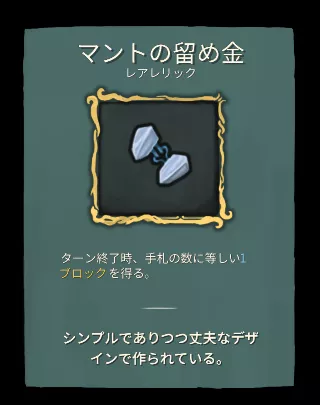 マントの留め金
レアレリック
ターン終了時、手札の数に等しい1
ブロックを得る。
シンプルでありつつ丈夫なデザ
インで作られている。